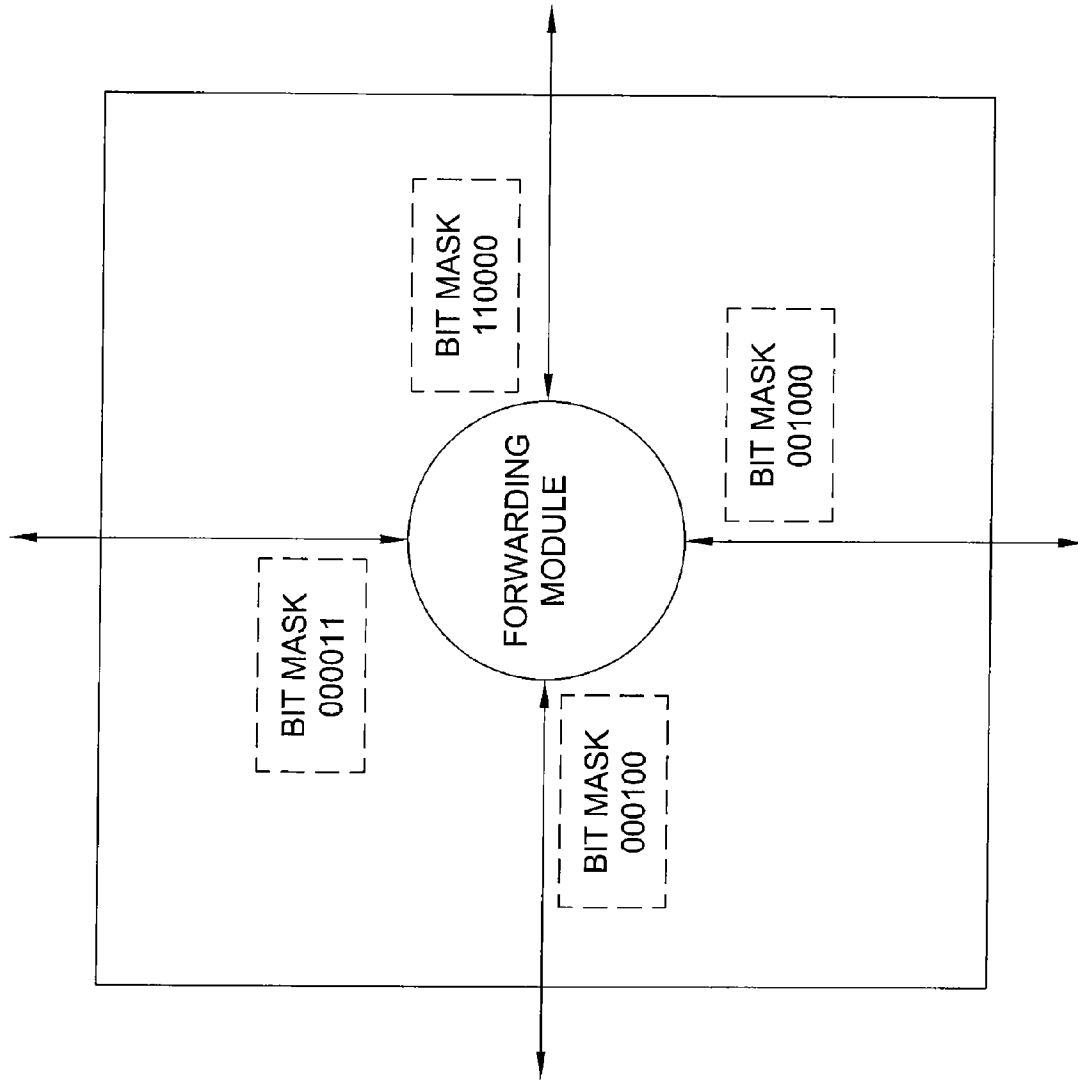 BIT MASK
000011
BIT MASK
110000
FORWARDING
MODULE
BIT MASK
000100
BIT MASK
001000